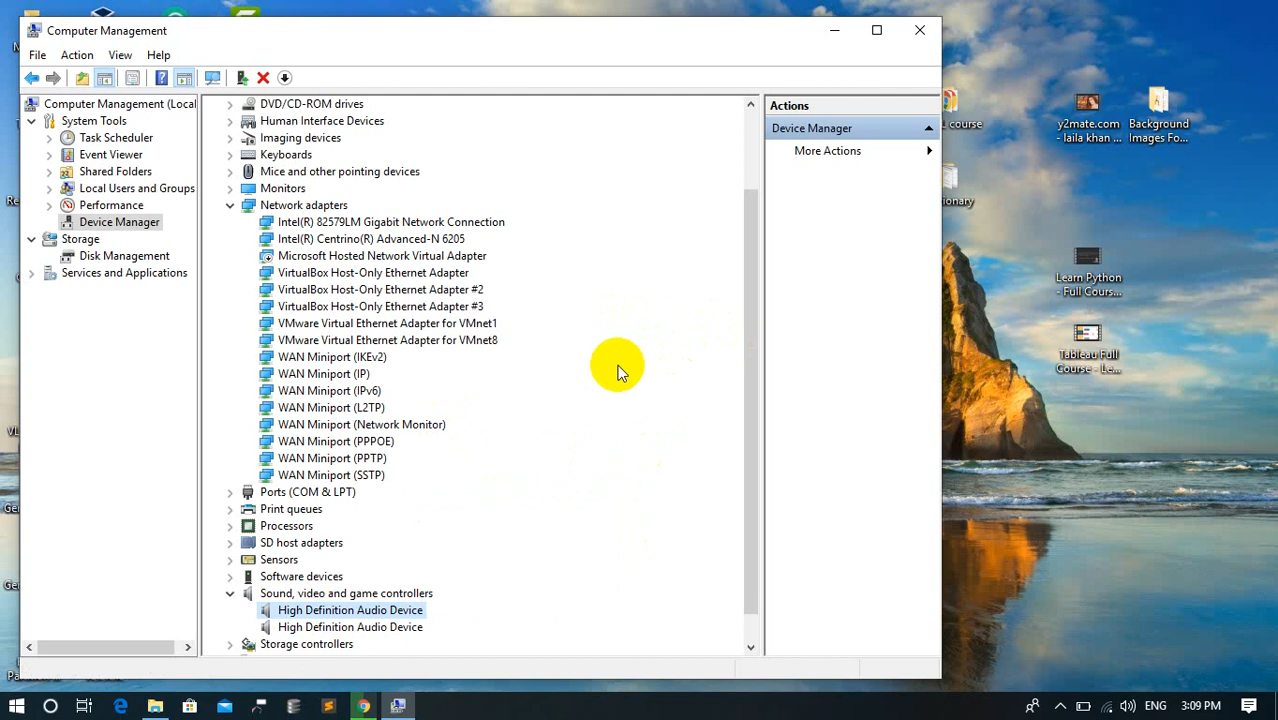 Computer Management
File Action View Help
Computer Management (Local
System Tools
Task Scheduler
Event Viewer
Shared Folders
Local Users and Groups
Performance
Device Manager
Storage
Disk Management
Services and Applications
DVD/CD-ROM drives
Human Interface Devices
Imaging devices
Keyboards
Mice and other pointing devices
Monitors
Network adapters
Intel(R) 82579LM Gigabit Network Connection
Intel(R) Centrino(R) Advanced-N 6205
Microsoft Hosted Network Virtual Adapter
VirtualBox Host-Only Ethernet Adapter
VirtualBox Host-Only Ethernet Adapter #2
VirtualBox Host-Only Ethernet Adapter #3
VMware Virtual Ethernet Adapter for VMnet1
VMware Virtual Ethernet Adapter for VMnet8
WAN Miniport (IKEv2)
WAN Miniport (IP)
WAN Miniport (IPv6)
WAN Miniport (L2TP)
WAN Miniport (Network Monitor)
WAN Miniport (PPPOE)
WAN Miniport (PPTP)
WAN Miniport (SSTP)
Ports (COM & LPT)
Print queues
Processors
SD host adapters
Sensors
Software devices
Sound, video and game controllers
High Definition Audio Device
High Definition Audio Device
Storage controllers
Actions
Device Manager
More Actions
course
y2mate.com
- laila khan ...
Background
Images Fo...
Learn Python
- Full Cours...
Tableau Full
Course - Le...
ENG 3:09 PM